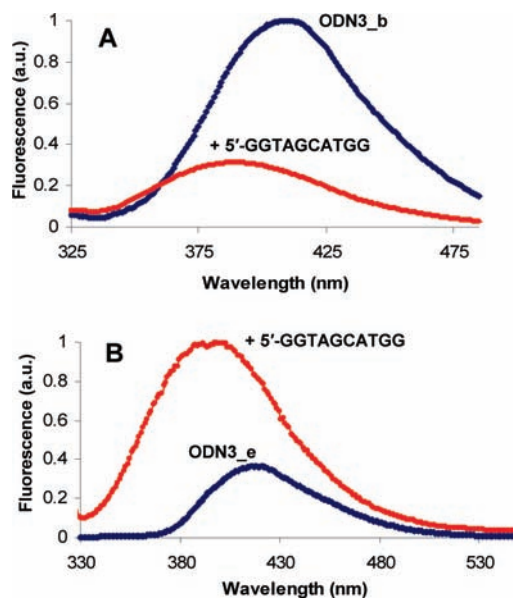 A
ODN3_b
+ 5′-GGTAGCATGG
Fluorescence (a.u.)
1
0.8
0.6
0.4
0.2
0
325
375
425
475
Wavelength (nm)
B
+ 5′-GGTAGCATGG
ODN3_e
Fluorescence (a.u.)
1
0.8
0.6
0.4
0.2
0
330
380
430
480
530
Wavelength (nm)